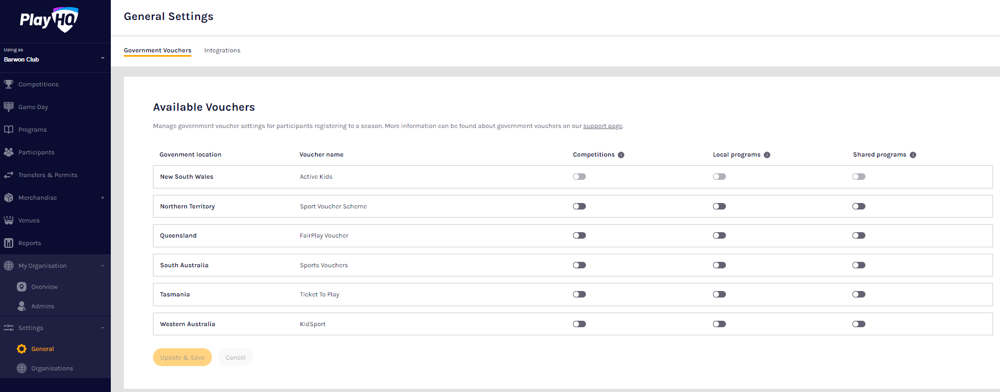 PlayHQ
Using as
Barwon Club
Competitions
Game Day
Programs
Participants
Transfers & Permits
Merchandise +
Venues
Reports
My Organisation −
Overview
Admins
Settings −
General
Organisations
General Settings
Government Vouchers Integrations
Available Vouchers
Manage government voucher settings for participants registering to a season. More information can be found about government vouchers on our support page.
Govenment location Voucher name Competitions i Local programs i Shared programs i
New South Wales Active Kids
Northern Territory Sport Voucher Scheme
Queensland FairPlay Voucher
South Australia Sports Vouchers
Tasmania Ticket To Play
Western Australia KidSport
Update & Save Cancel